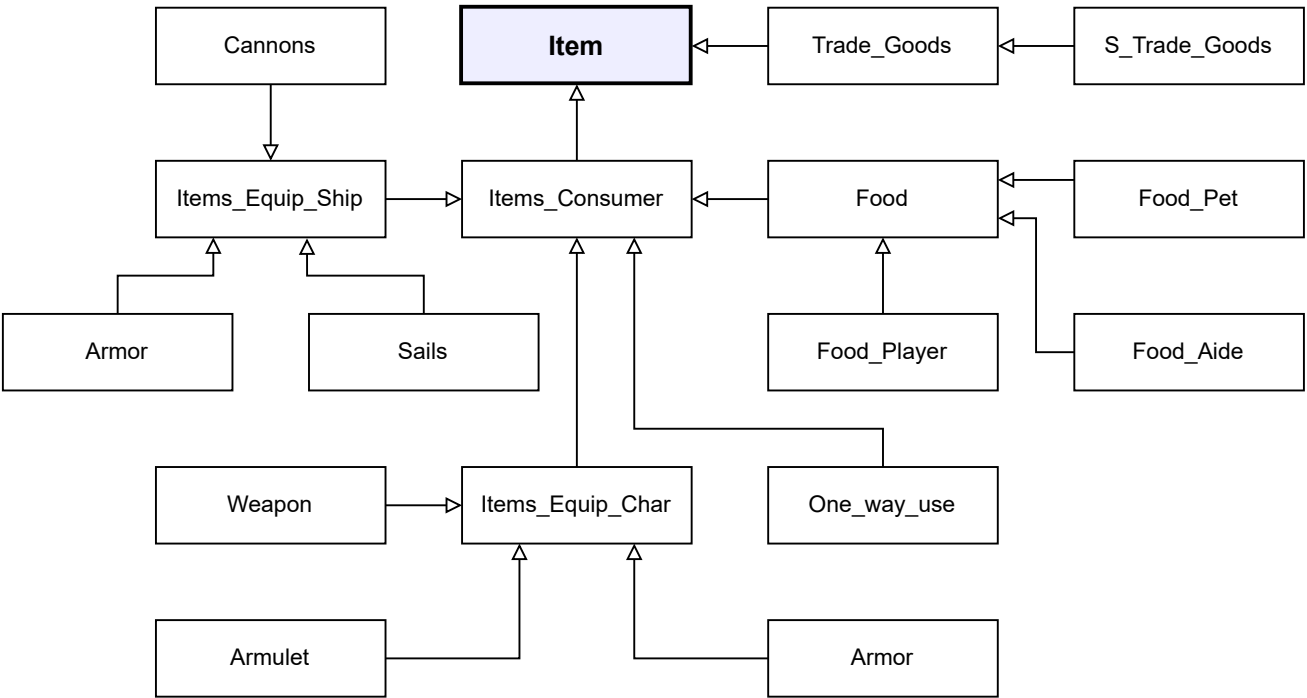 Cannons
Item
Trade_Goods
S_Trade_Goods
Items_Equip_Ship
Items_Consumer
Food
Food_Pet
Armor
Sails
Food_Player
Food_Aide
Weapon
Items_Equip_Char
One_way_use
Armulet
Armor